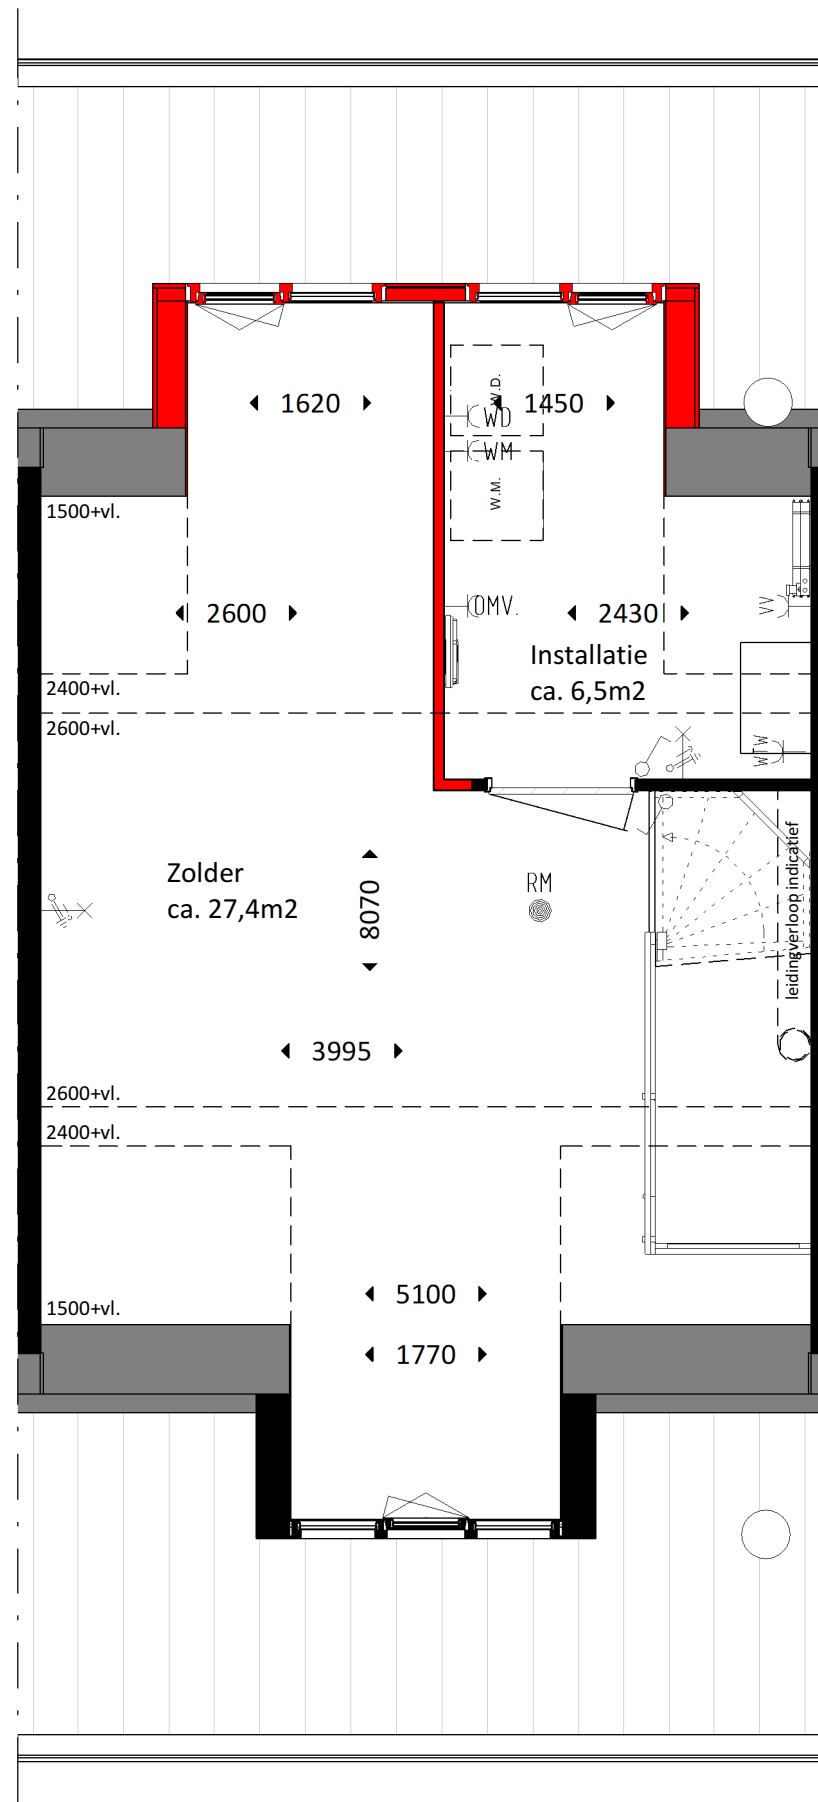 W.D.
1620
1450
WD
WM
W.M.
1500+vl.
2600
OMV.
2430
VV
Installatie
ca. 6,5m2
2400+vl.
2600+vl.
WTW
Zolder
ca. 27,4m2
8070
RM
leidingverloop indicatief
3995
2600+vl.
2400+vl.
5100
1500+vl.
1770